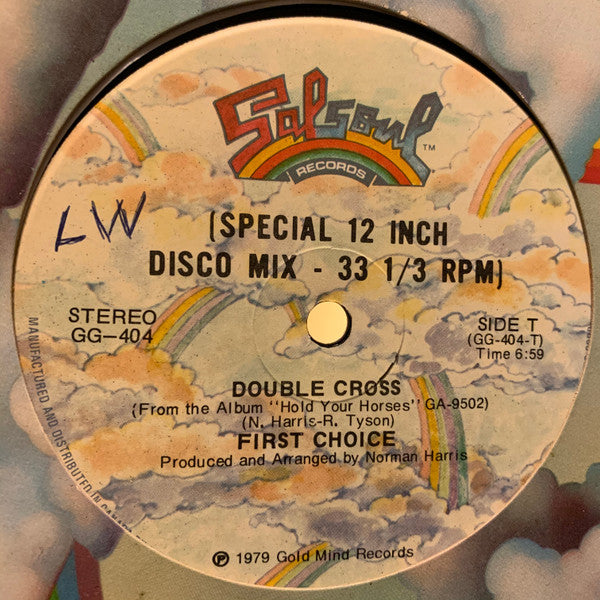 Salsoul
TM
RECORDS
LW
(SPECIAL 12 INCH
DISCO MIX - 33 1/3 RPM)
STEREO
GG-404
SIDE T
(GG-404-T)
Time 6:59
DOUBLE CROSS
(From the Album "Hold Your Horses" GA-9502)
(N. Harris-R. Tyson)
FIRST CHOICE
Produced and Arranged by Norman Harris
MANUFACTURED AND DISTRIBUTED IN
℗ 1979 Gold Mind Records